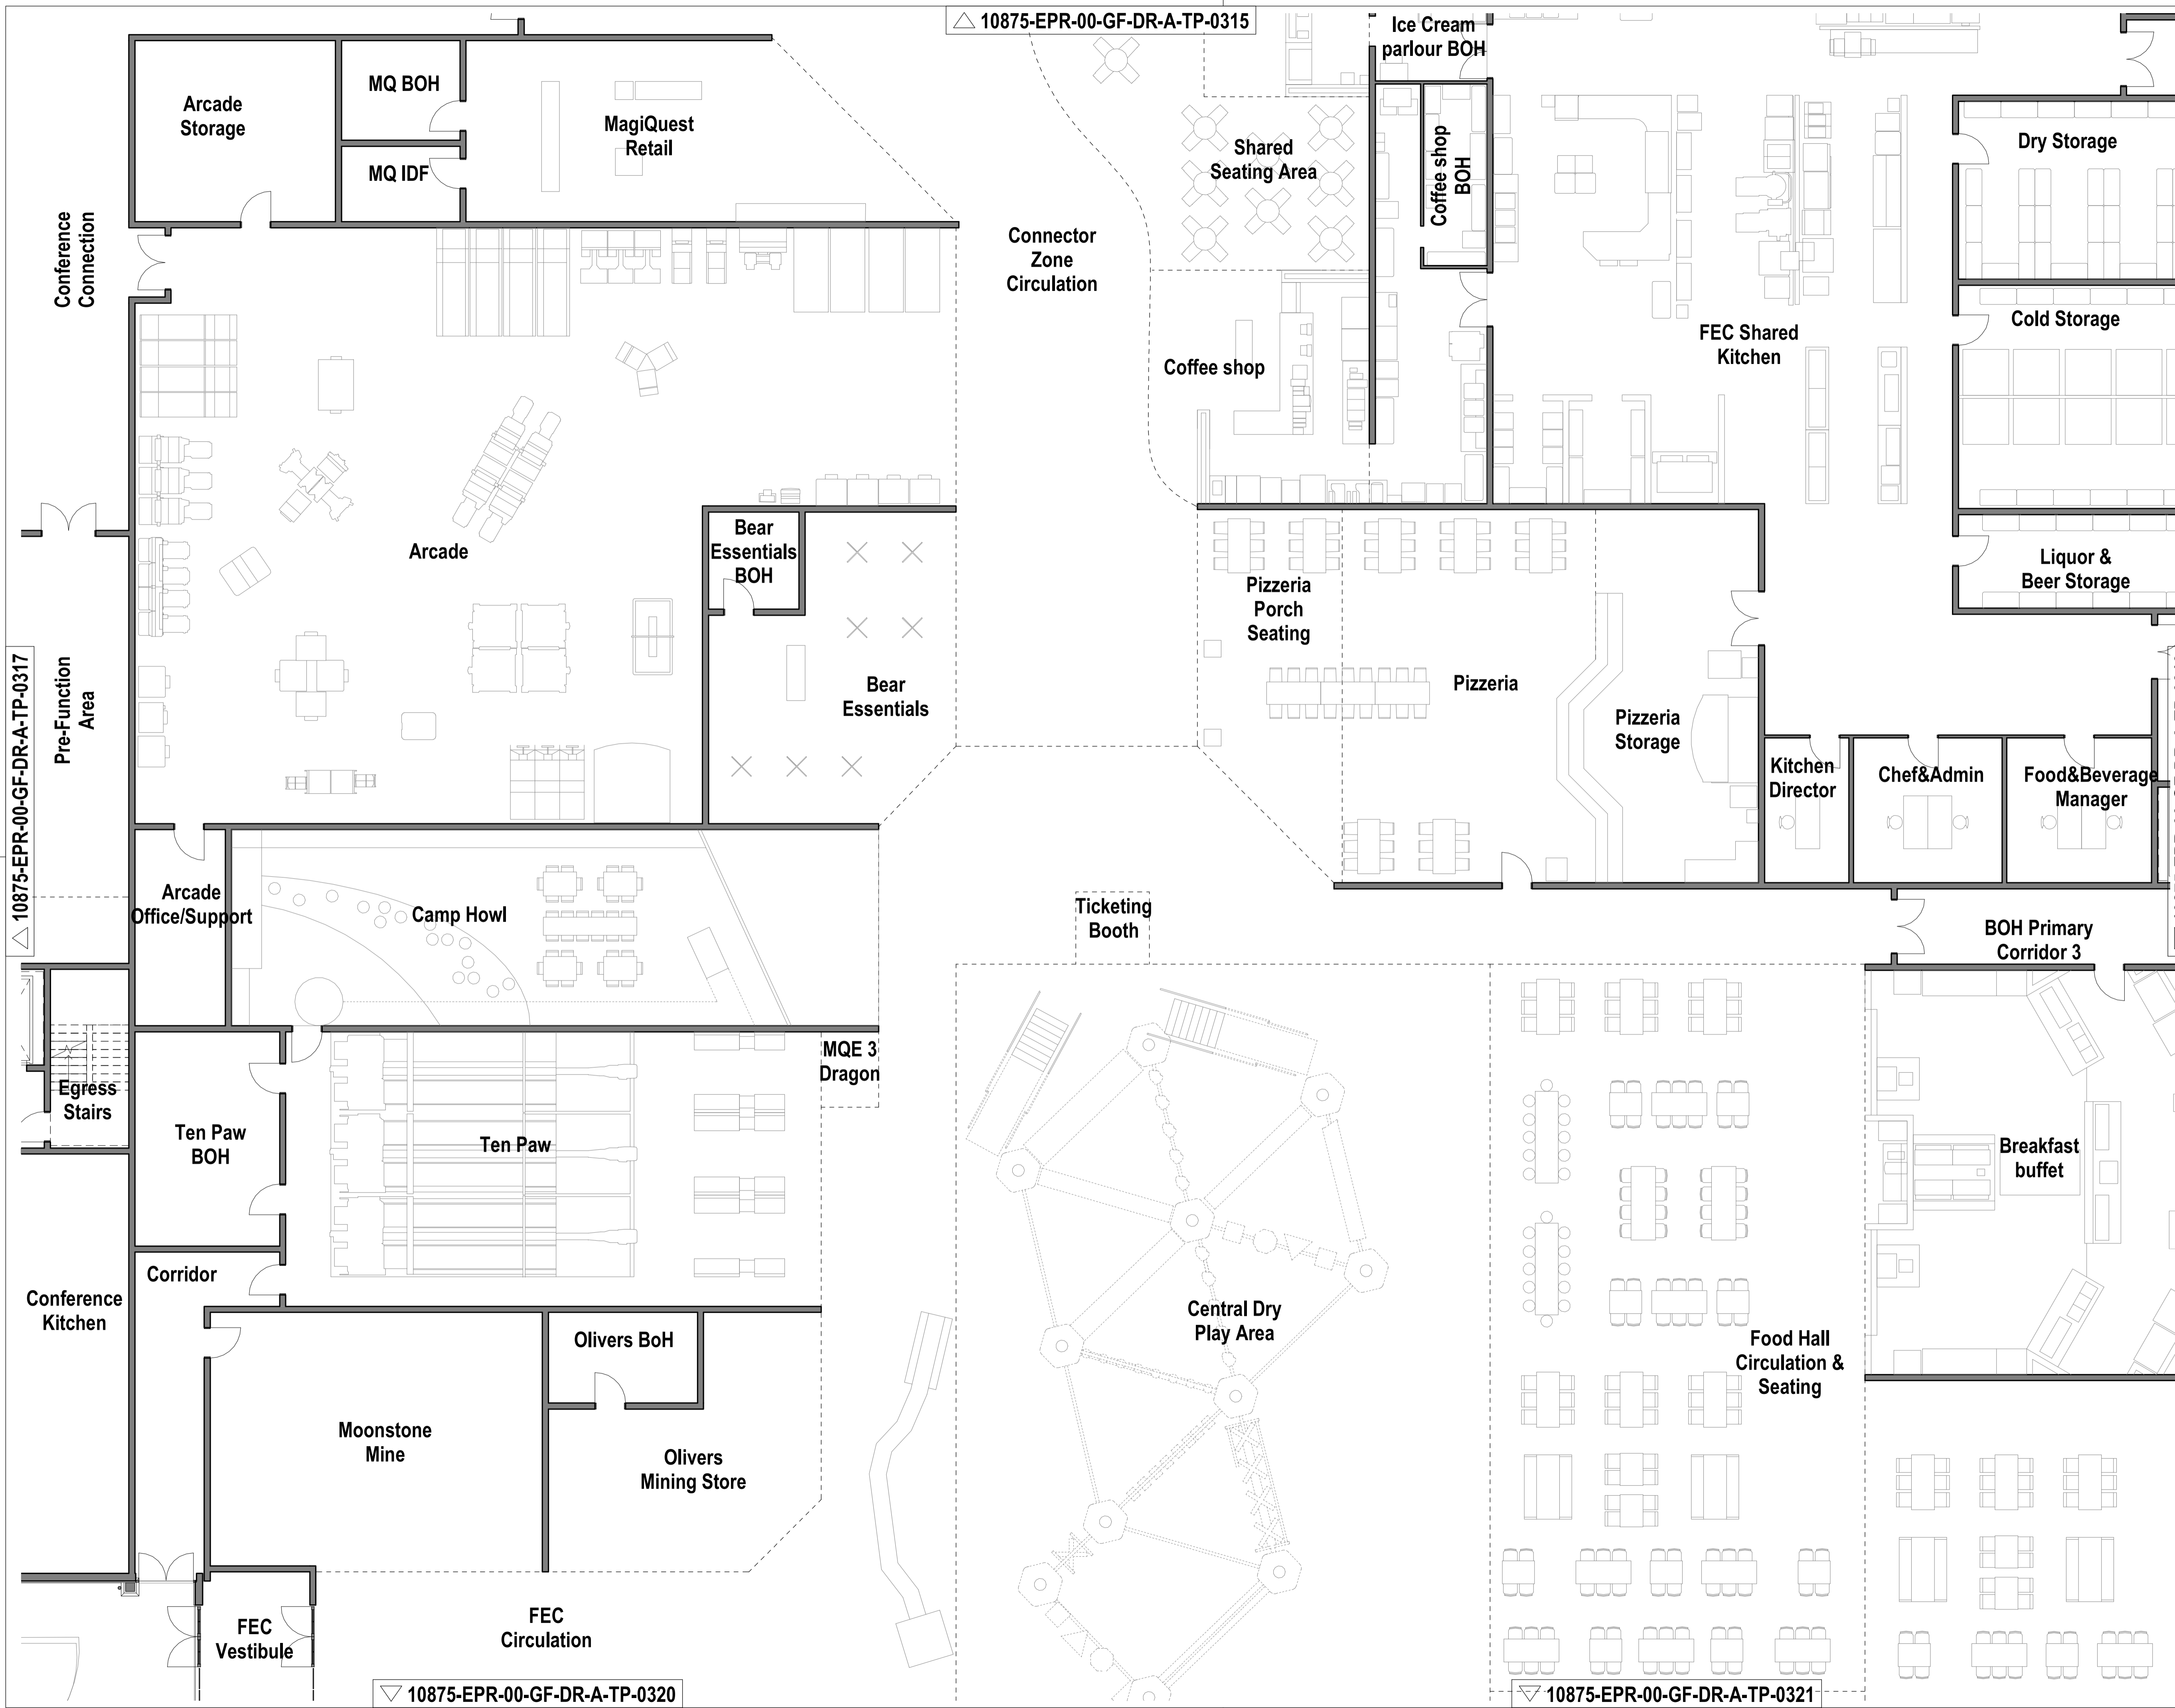 10875-EPR-00-GF-DR-A-TP-0315
Ice Cream
parlour BOH
Arcade
Storage
MQ BOH
MQ IDF
MagiQuest
Retail
Shared
Seating Area
Coffee shop
BOH
Dry Storage
Conference
Connection
Connector
Zone
Circulation
Coffee shop
FEC Shared
Kitchen
Cold Storage
Arcade
Bear
Essentials
BOH
Liquor &
Beer Storage
Pizzeria
Porch
Seating
10875-EPR-00-GF-DR-A-TP-0317
Pre-Function
Area
Bear
Essentials
Pizzeria
Pizzeria
Storage
Kitchen
Director
Chef&Admin
Food&Beverage
Manager
Arcade
Office/Support
Camp Howl
Ticketing
Booth
BOH Primary
Corridor 3
MQE 3
Dragon
Egress
Stairs
Ten Paw
BOH
Ten Paw
Breakfast
buffet
Corridor
Conference
Kitchen
Olivers BoH
Central Dry
Play Area
Food Hall
Circulation &
Seating
Moonstone
Mine
Olivers
Mining Store
FEC
Vestibule
FEC
Circulation
10875-EPR-00-GF-DR-A-TP-0320
10875-EPR-00-GF-DR-A-TP-0321